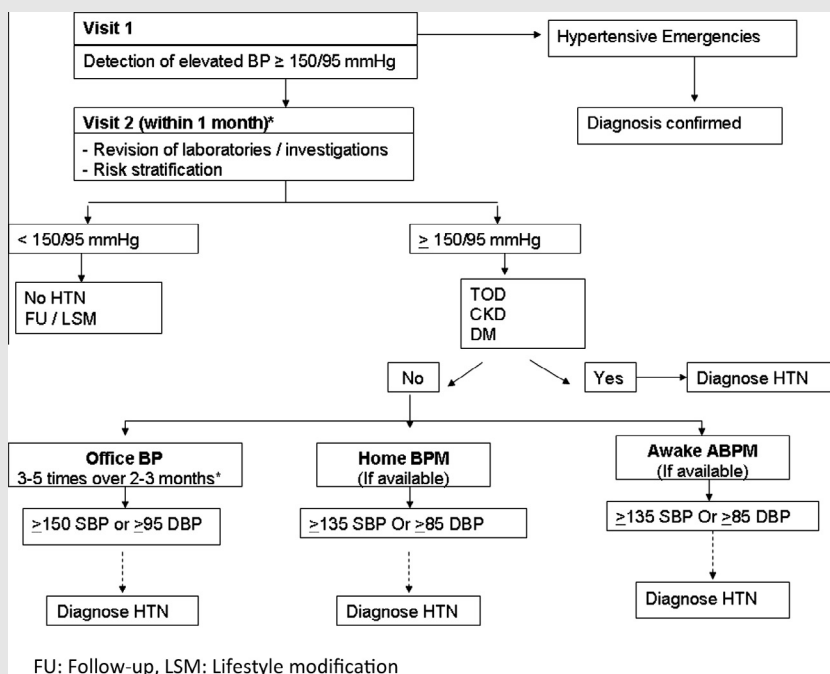 Visit 1
Detection of elevated BP ≥ 150/95 mmHg
Hypertensive Emergencies
Diagnosis confirmed
Visit 2 (within 1 month)*
- Revision of laboratories / investigations
- Risk stratification
< 150/95 mmHg
≥ 150/95 mmHg
No HTN
FU / LSM
TOD
CKD
DM
No
Yes
Diagnose HTN
Office BP
3-5 times over 2-3 months*
Home BPM
(If available)
Awake ABPM
(If available)
≥150 SBP or ≥95 DBP
≥135 SBP Or ≥85 DBP
≥135 SBP Or ≥85 DBP
Diagnose HTN
Diagnose HTN
Diagnose HTN
FU: Follow-up, LSM: Lifestyle modification